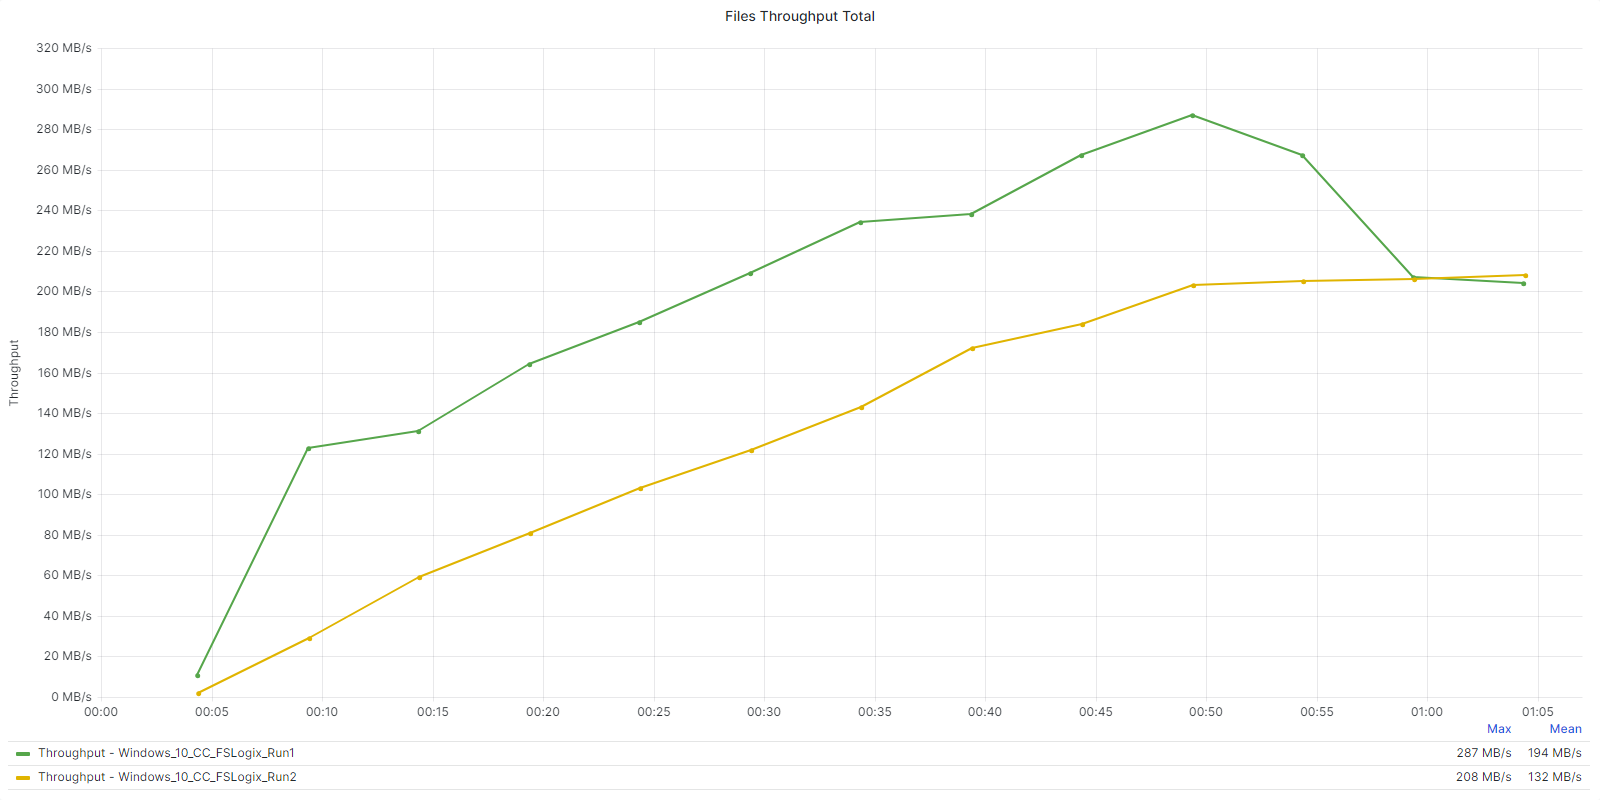 Files Throughput Total
320 MB/s
300 MB/s
280 MB/s
260 MB/s
240 MB/s
220 MB/s
200 MB/s
180 MB/s
160 MB/s
140 MB/s
120 MB/s
100 MB/s
80 MB/s
60 MB/s
40 MB/s
20 MB/s
0 MB/s
Throughput
00:00 00:05 00:10 00:15 00:20 00:25 00:30 00:35 00:40 00:45 00:50 00:55 01:00 01:05
Max Mean
Throughput - Windows_10_CC_FSLogix_Run1 287 MB/s 194 MB/s
Throughput - Windows_10_CC_FSLogix_Run2 208 MB/s 132 MB/s